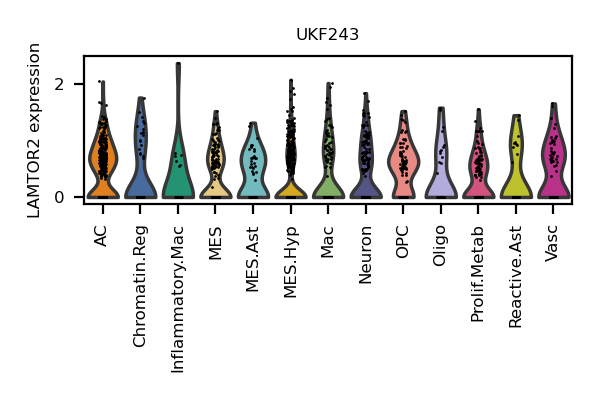 UKF243
LAMTOR2 expression
2
0
AC
Chromatin.Reg
Inflammatory.Mac
MES
MES.Ast
MES.Hyp
Mac
Neuron
OPC
Oligo
Prolif.Metab
Reactive.Ast
Vasc